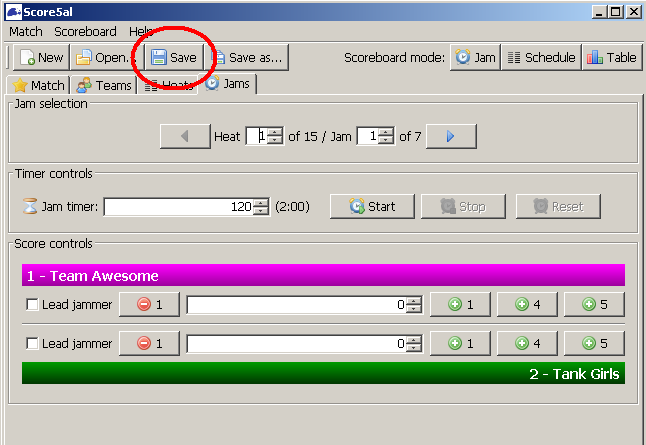 Score5al
Match Scoreboard Help
New Open... Save Save as... Scoreboard mode: Jam Schedule Table
Match Teams Heats Jams
Jam selection
Heat 1 of 15 / Jam 1 of 7
Timer controls
Jam timer: 120 (2:00) Start Stop Reset
Score controls
1 - Team Awesome
Lead jammer 1 0 1 4 5
Lead jammer 1 0 1 4 5
2 - Tank Girls